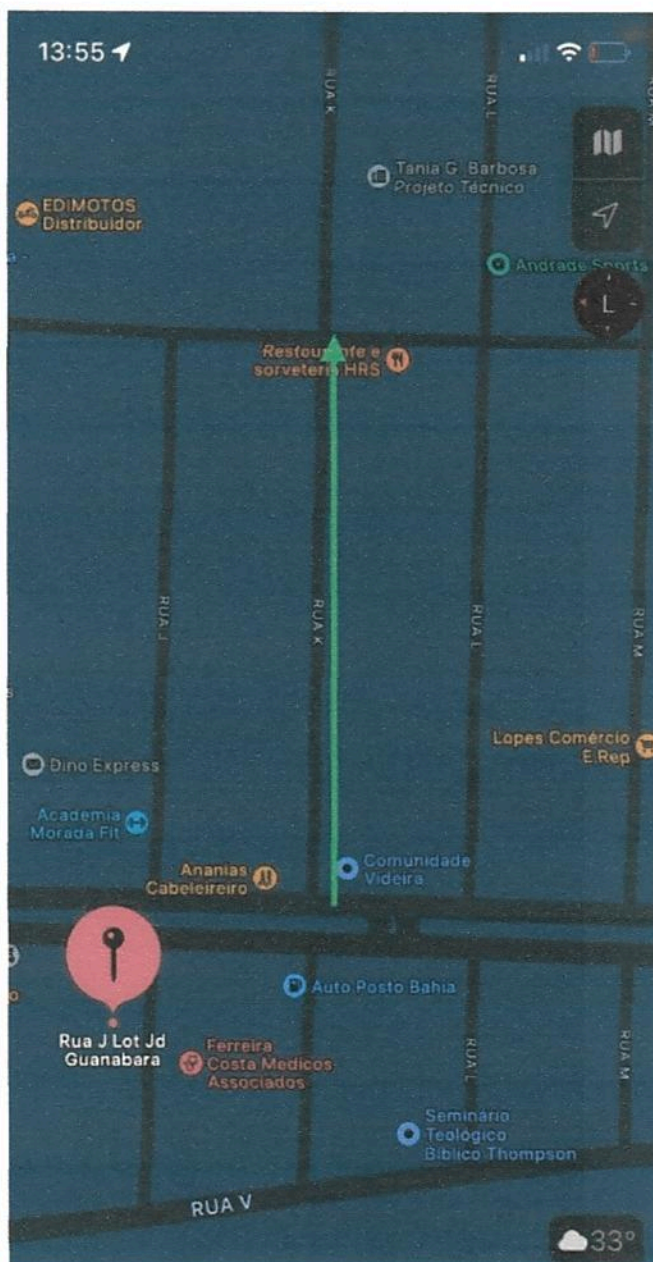 13:55
RUA K
RUA L
RUA M
Tania G. Barbosa
Projeto Técnico
EDIMOTOS
Distribuidor
Andrade Sports
L
Restaurante e
sorveteria HRS
RUA J
RUA K
RUA L
RUA M
Lopes Comércio
E.Rep
Dino Express
Academia
Morada Fit
Ananias
Cabeleireiro
Comunidade
Videira
Auto Posto Bahia
Rua J Lot Jd
Guanabara
Ferreira
Costa Medicos
Associados
RUA L
RUA M
Seminário
Teológico
Bíblico Thompson
RUA V
33°